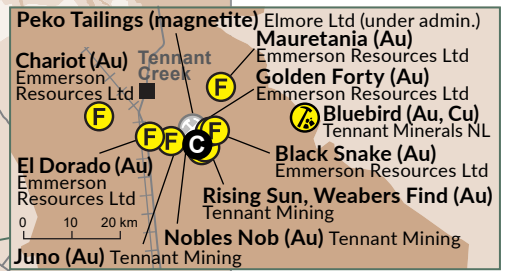 Peko Tailings (magnetite) Elmore Ltd (under admin.)
Mauretania (Au)
Emmerson Resources Ltd
Chariot (Au)
Emmerson
Resources Ltd
Tennant
Creek
Golden Forty (Au)
Emmerson Resources Ltd
F
F
F
F
F
C
Bluebird (Au, Cu)
Tennant Minerals NL
Black Snake (Au)
Emmerson Resources Ltd
El Dorado (Au)
Emmerson
Resources Ltd
Rising Sun, Weabers Find (Au)
Tennant Mining
0 10 20 km
Nobles Nob (Au) Tennant Mining
Juno (Au) Tennant Mining